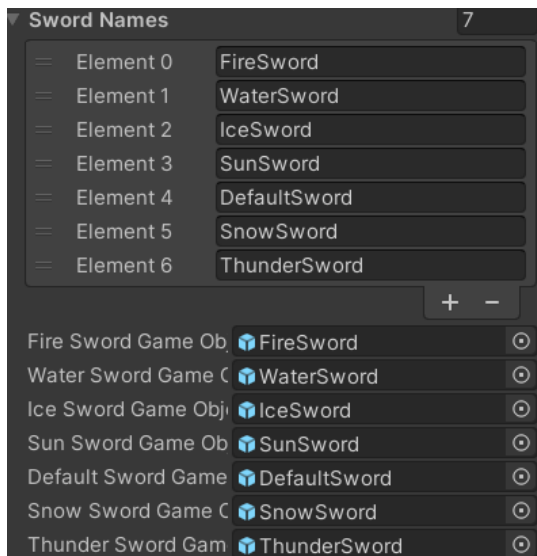 Sword Names 7
Element 0 FireSword
Element 1 WaterSword
Element 2 IceSword
Element 3 SunSword
Element 4 DefaultSword
Element 5 SnowSword
Element 6 ThunderSword
+ −
Fire Sword Game Ob FireSword
Water Sword Game WaterSword
Ice Sword Game Obj IceSword
Sun Sword Game Ob SunSword
Default Sword Game DefaultSword
Snow Sword Game SnowSword
Thunder Sword Gam ThunderSword